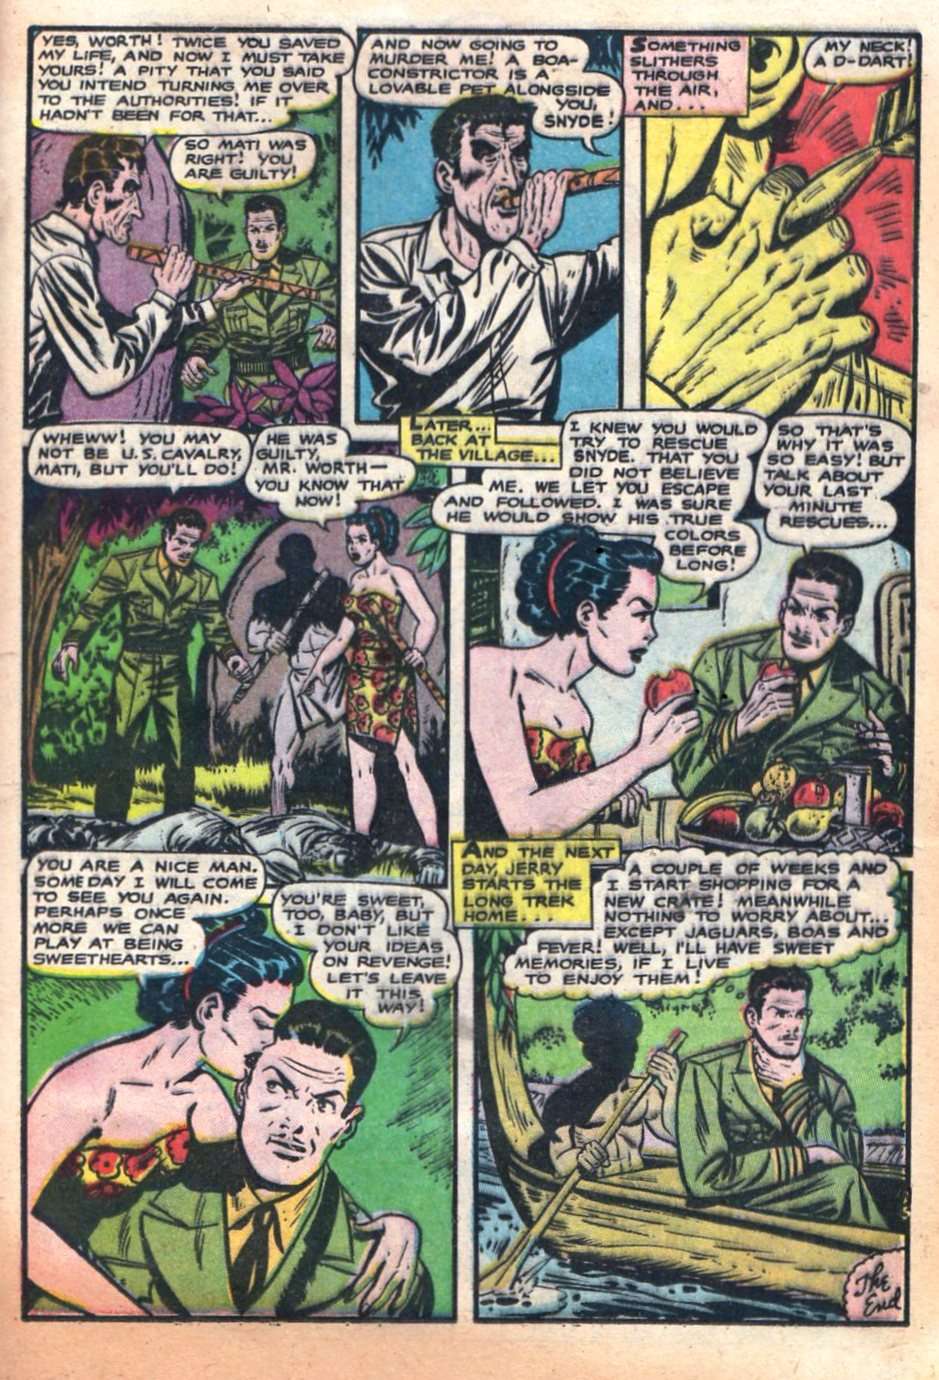 YES, WORTH! TWICE YOU SAVED
MY LIFE, AND NOW I MUST TAKE
YOURS! A PITY THAT YOU SAID
YOU INTEND TURNING ME OVER
TO THE AUTHORITIES! IF IT
HADN'T BEEN FOR THAT...
SO MATI WAS
RIGHT! YOU
ARE GUILTY!
AND NOW GOING TO
MURDER ME! A BOA-
CONSTRICTOR IS A
LOVABLE PET ALONGSIDE
YOU,
SNYDE!
SOMETHING
SLITHERS
THROUGH
THE AIR,
AND...
MY NECK!
A D-DART!
WHEWW! YOU MAY
NOT BE U.S. CAVALRY,
MATI, BUT YOU'LL DO!
HE WAS
GUILTY,
MR. WORTH-
YOU KNOW THAT
NOW!
LATER...
BACK AT
THE VILLAGE...
I KNEW YOU WOULD
TRY TO RESCUE
SNYDE. THAT YOU
DID NOT BELIEVE
ME. WE LET YOU ESCAPE
AND FOLLOWED. I WAS SURE
HE WOULD SHOW HIS TRUE
COLORS
BEFORE
LONG!
SO THAT'S
WHY IT WAS
SO EASY! BUT
TALK ABOUT
YOUR LAST
MINUTE
RESCUES...
YOU ARE A NICE MAN.
SOME DAY I WILL COME
TO SEE YOU AGAIN.
PERHAPS ONCE
MORE WE CAN
PLAY AT BEING
SWEETHEARTS...
YOU'RE SWEET,
TOO, BABY, BUT
I DON'T LIKE
YOUR IDEAS
ON REVENGE!
LET'S LEAVE
IT THIS
WAY!
AND THE NEXT
DAY, JERRY
STARTS THE
LONG TREK
HOME...
A COUPLE OF WEEKS AND
I START SHOPPING FOR A
NEW CRATE! MEANWHILE
NOTHING TO WORRY ABOUT...
EXCEPT JAGUARS, BOAS AND
FEVER! WELL, I'LL HAVE SWEET
MEMORIES, IF I LIVE
TO ENJOY THEM!
The
End